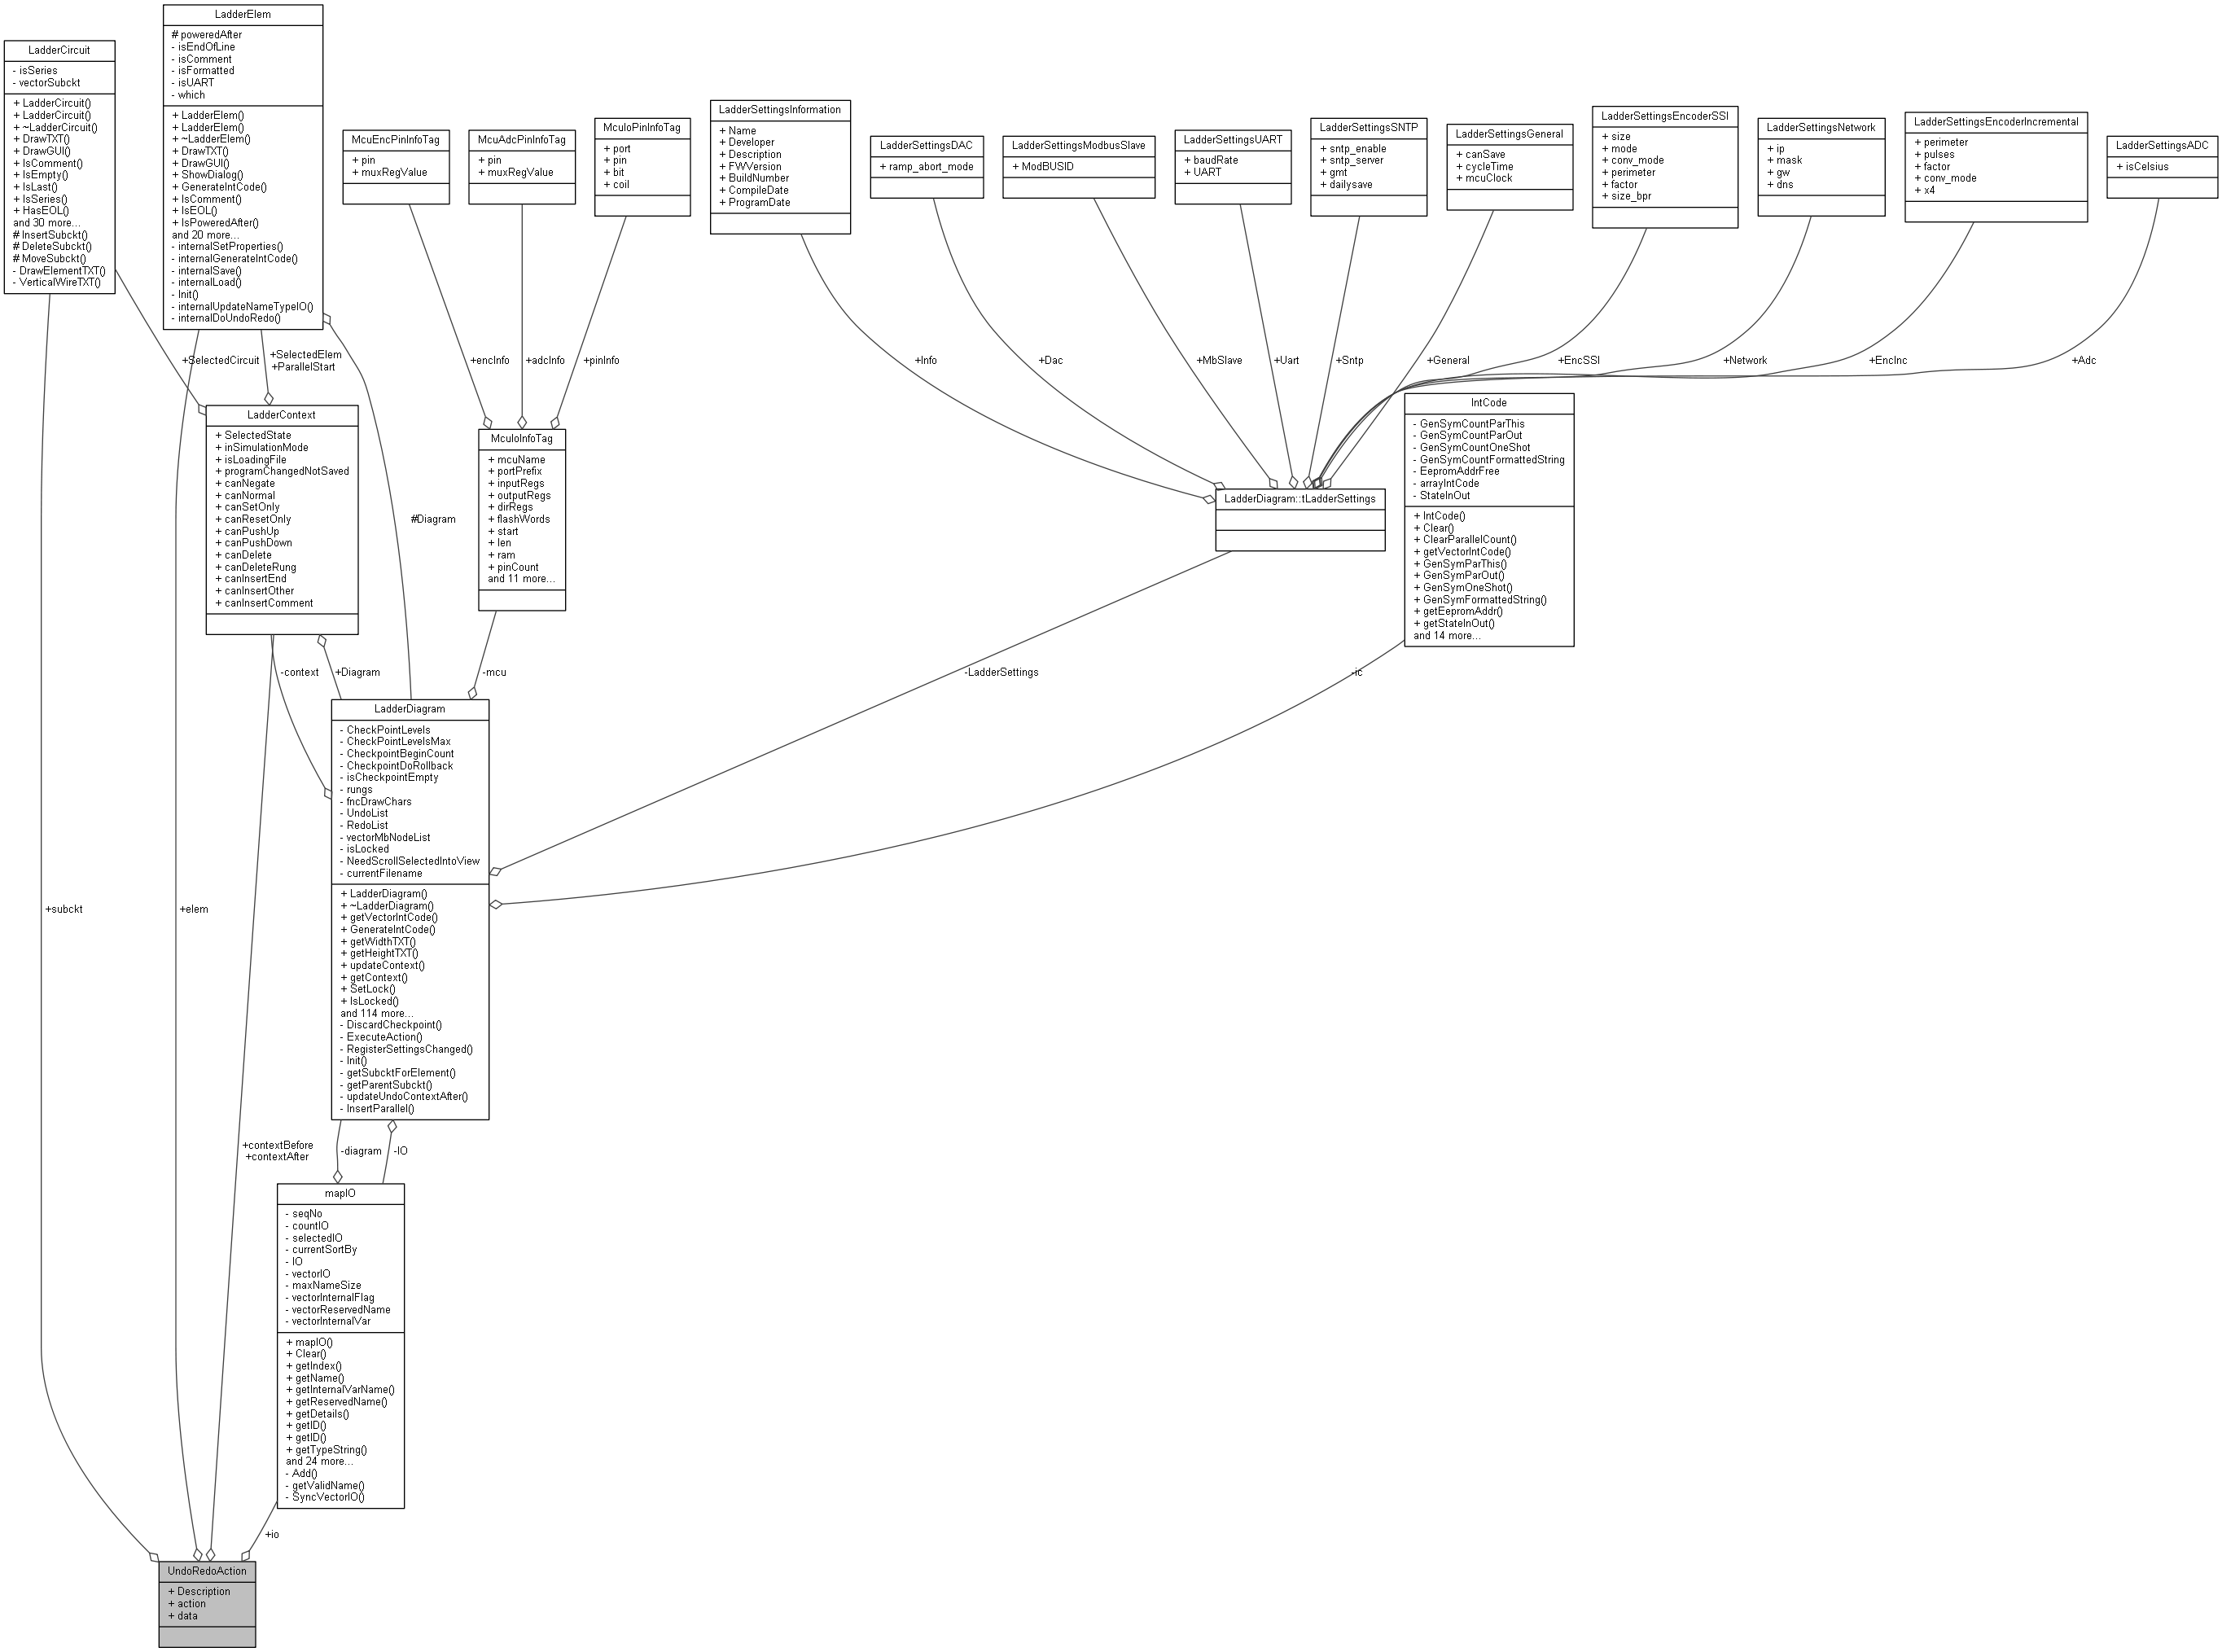 LadderElem
# poweredAfter
- isEndOfLine
- isComment
- isFormatted
- isUART
- which
+ LadderElem()
+ LadderElem()
+ ~LadderElem()
+ DrawTXT()
+ DrawGUI()
+ ShowDialog()
+ GenerateIntCode()
+ IsComment()
+ IsEOL()
+ IsPoweredAfter()
and 20 more...
- internalSetProperties()
- internalGenerateIntCode()
- internalSave()
- internalLoad()
- Init()
- internalUpdateNameTypeIO()
- internalDoUndoRedo()
LadderCircuit
- isSeries
- vectorSubckt
+ LadderCircuit()
+ LadderCircuit()
+ ~LadderCircuit()
+ DrawTXT()
+ DrawGUI()
+ IsComment()
+ IsEmpty()
+ IsLast()
+ IsSeries()
+ HasEOL()
and 30 more...
# InsertSubckt()
# DeleteSubckt()
# MoveSubckt()
- DrawElementTXT()
- VerticalWireTXT()
McuEncPinInfoTag
+ pin
+ muxRegValue
McuAdcPinInfoTag
+ pin
+ muxRegValue
McuIoPinInfoTag
+ port
+ pin
+ bit
+ coil
LadderSettingsInformation
+ Name
+ Developer
+ Description
+ FWVersion
+ BuildNumber
+ CompileDate
+ ProgramDate
LadderSettingsDAC
+ ramp_abort_mode
LadderSettingsModbusSlave
+ ModBUSID
LadderSettingsUART
+ baudRate
+ UART
LadderSettingsSNTP
+ sntp_enable
+ sntp_server
+ gmt
+ dailysave
LadderSettingsGeneral
+ canSave
+ cycleTime
+ mcuClock
LadderSettingsEncoderSSI
+ size
+ mode
+ conv_mode
+ perimeter
+ factor
+ size_bpr
LadderSettingsNetwork
+ ip
+ mask
+ gw
+ dns
LadderSettingsEncoderIncremental
+ perimeter
+ pulses
+ factor
+ conv_mode
+ x4
LadderSettingsADC
+ isCelsius
+SelectedCircuit
+SelectedElem
+ParallelStart
+encInfo
+adcInfo
+pinInfo
+Info
+Dac
+MbSlave
+Uart
+Sntp
+General
+EncSSI
+Network
+EncInc
+Adc
LadderContext
+ SelectedState
+ inSimulationMode
+ isLoadingFile
+ programChangedNotSaved
+ canNegate
+ canNormal
+ canSetOnly
+ canResetOnly
+ canPushUp
+ canPushDown
+ canDelete
+ canDeleteRung
+ canInsertEnd
+ canInsertOther
+ canInsertComment
#Diagram
McuIoInfoTag
+ mcuName
+ portPrefix
+ inputRegs
+ outputRegs
+ dirRegs
+ flashWords
+ start
+ len
+ ram
+ pinCount
and 11 more...
LadderDiagram::tLadderSettings
IntCode
- GenSymCountParThis
- GenSymCountParOut
- GenSymCountOneShot
- GenSymCountFormattedString
- EepromAddrFree
- arrayIntCode
- StateInOut
+ IntCode()
+ Clear()
+ ClearParallelCount()
+ getVectorIntCode()
+ GenSymParThis()
+ GenSymParOut()
+ GenSymOneShot()
+ GenSymFormattedString()
+ getEepromAddr()
+ getStateInOut()
and 14 more...
-context
+Diagram
-mcu
-LadderSettings
-ic
LadderDiagram
- CheckPointLevels
- CheckPointLevelsMax
- CheckpointBeginCount
- CheckpointDoRollback
- isCheckpointEmpty
- rungs
- fncDrawChars
- UndoList
- RedoList
- vectorMbNodeList
- isLocked
- NeedScrollSelectedIntoView
- currentFilename
+ LadderDiagram()
+ ~LadderDiagram()
+ getVectorIntCode()
+ GenerateIntCode()
+ getWidthTXT()
+ getHeightTXT()
+ updateContext()
+ getContext()
+ SetLock()
+ IsLocked()
and 114 more...
- DiscardCheckpoint()
- ExecuteAction()
- RegisterSettingsChanged()
- Init()
- getSubcktForElement()
- getParentSubckt()
- updateUndoContextAfter()
- InsertParallel()
+subckt
+elem
+contextBefore
+contextAfter
-diagram
-IO
mapIO
- seqNo
- countIO
- selectedIO
- currentSortBy
- IO
- vectorIO
- maxNameSize
- vectorInternalFlag
- vectorReservedName
- vectorInternalVar
+ mapIO()
+ Clear()
+ getIndex()
+ getName()
+ getInternalVarName()
+ getReservedName()
+ getDetails()
+ getID()
+ getID()
+ getTypeString()
and 24 more...
- Add()
- getValidName()
- SyncVectorIO()
+io
UndoRedoAction
+ Description
+ action
+ data